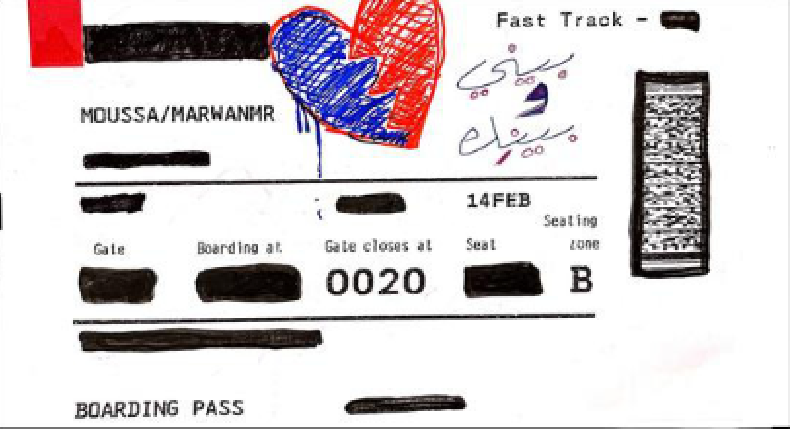 Fast Track -
بيني
و
بينك
MOUSSA/MARWANMR
14FEB
Gate
Boarding at
Gate closes at
Seat
Seating
zone
0020
B
BOARDING PASS